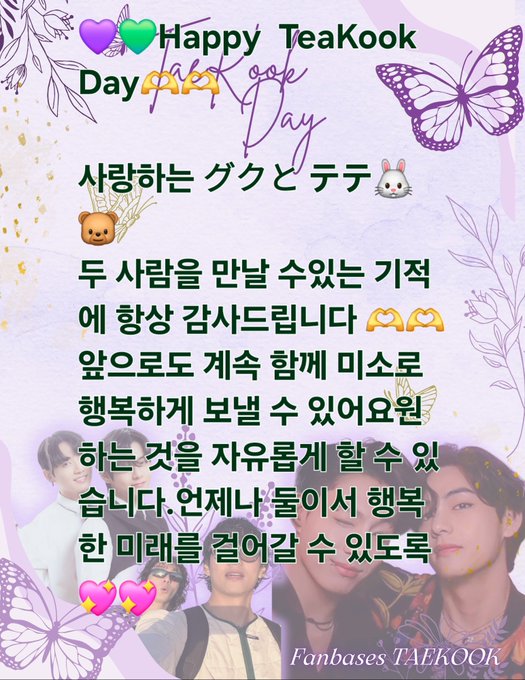 💜💚Happy TeaKook
Day🫶🫶
TaeKook
Day
사랑하는 グクと テテ🐰
🐻
두 사람을 만날 수있는 기적
에 항상 감사드립니다 🫶🫶
앞으로도 계속 함께 미소로
행복하게 보낼 수 있어요원
하는 것을 자유롭게 할 수 있
습니다.언제나 둘이서 행복
한 미래를 걸어갈 수 있도록
💖💖
Fanbases TAEKOOK